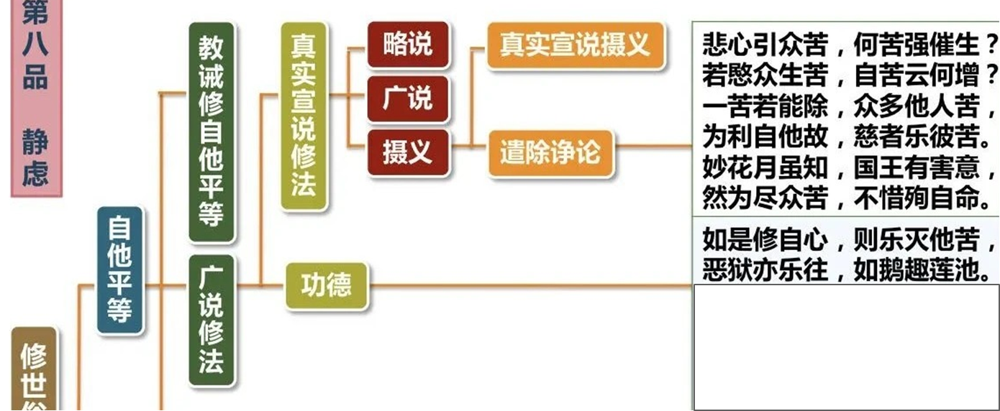 第八品 静虑
教诫修自他平等
真实宣说修法
略说
真实宣说摄义
广说
摄义
遣除诤论
悲心引众苦，何苦强催生？
若愍众生苦，自苦云何增？
一苦若能除，众多他人苦，
为利自他故，慈者乐彼苦。
妙花月虽知，国王有害意，
然为尽众苦，不惜殉自命。
自他平等
广说修法
功德
如是修自心，则乐灭他苦，
恶狱亦乐往，如鹅趣莲池。
修世俗